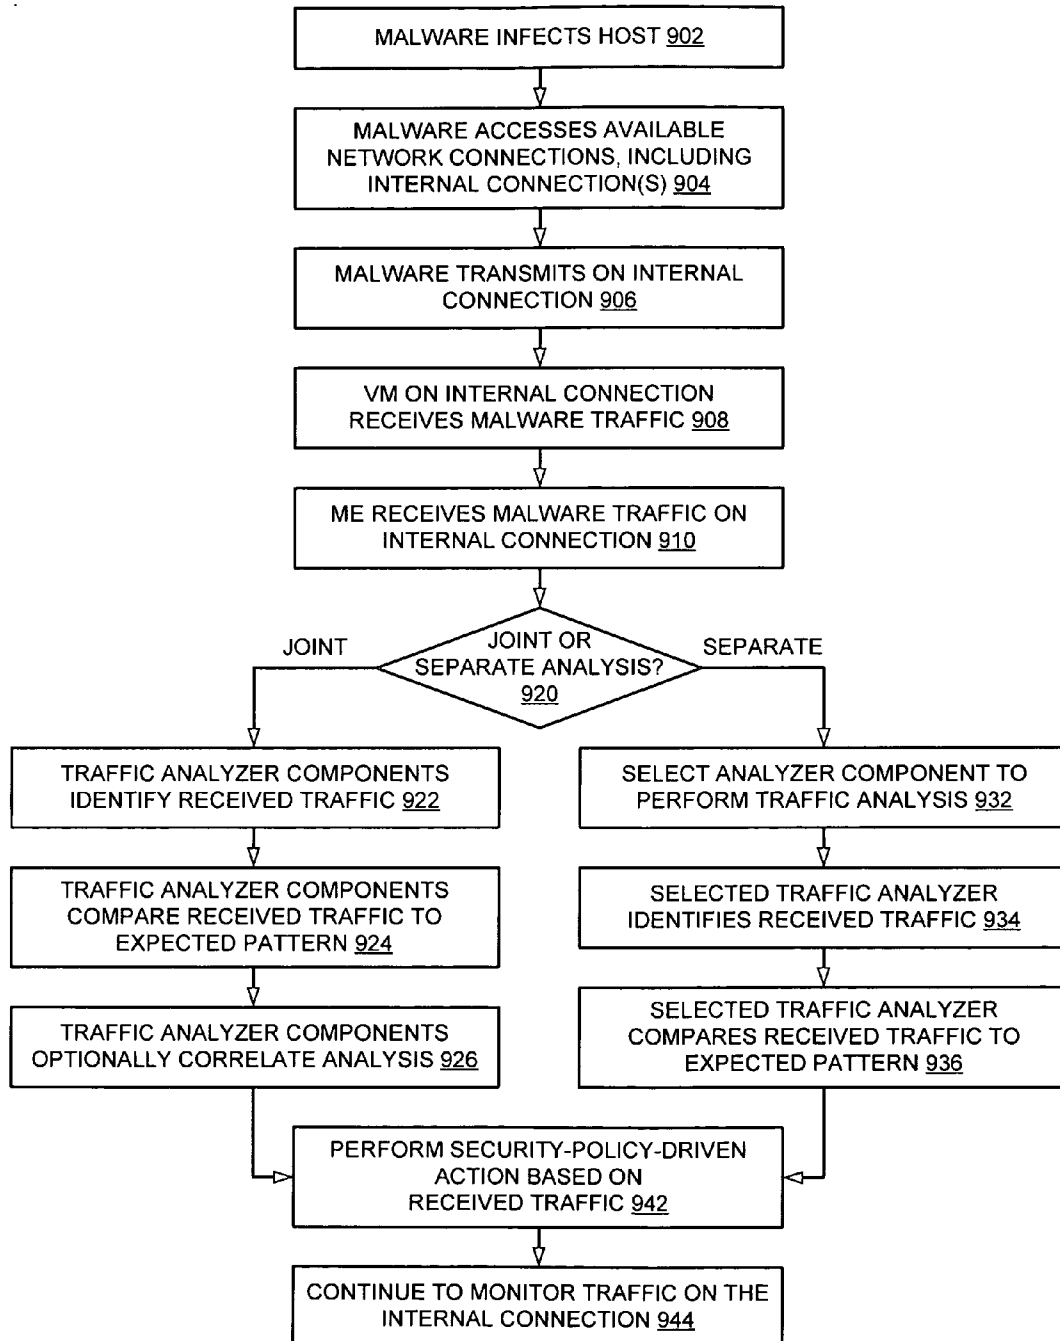 MALWARE INFECTS HOST 902
MALWARE ACCESSES AVAILABLE
NETWORK CONNECTIONS, INCLUDING
INTERNAL CONNECTION(S) 904
MALWARE TRANSMITS ON INTERNAL
CONNECTION 906
VM ON INTERNAL CONNECTION
RECEIVES MALWARE TRAFFIC 908
ME RECEIVES MALWARE TRAFFIC ON
INTERNAL CONNECTION 910
JOINT OR
SEPARATE ANALYSIS?
920
JOINT
SEPARATE
TRAFFIC ANALYZER COMPONENTS
IDENTIFY RECEIVED TRAFFIC 922
TRAFFIC ANALYZER COMPONENTS
COMPARE RECEIVED TRAFFIC TO
EXPECTED PATTERN 924
TRAFFIC ANALYZER COMPONENTS
OPTIONALLY CORRELATE ANALYSIS 926
SELECT ANALYZER COMPONENT TO
PERFORM TRAFFIC ANALYSIS 932
SELECTED TRAFFIC ANALYZER
IDENTIFIES RECEIVED TRAFFIC 934
SELECTED TRAFFIC ANALYZER
COMPARES RECEIVED TRAFFIC TO
EXPECTED PATTERN 936
PERFORM SECURITY-POLICY-DRIVEN
ACTION BASED ON
RECEIVED TRAFFIC 942
CONTINUE TO MONITOR TRAFFIC ON THE
INTERNAL CONNECTION 944